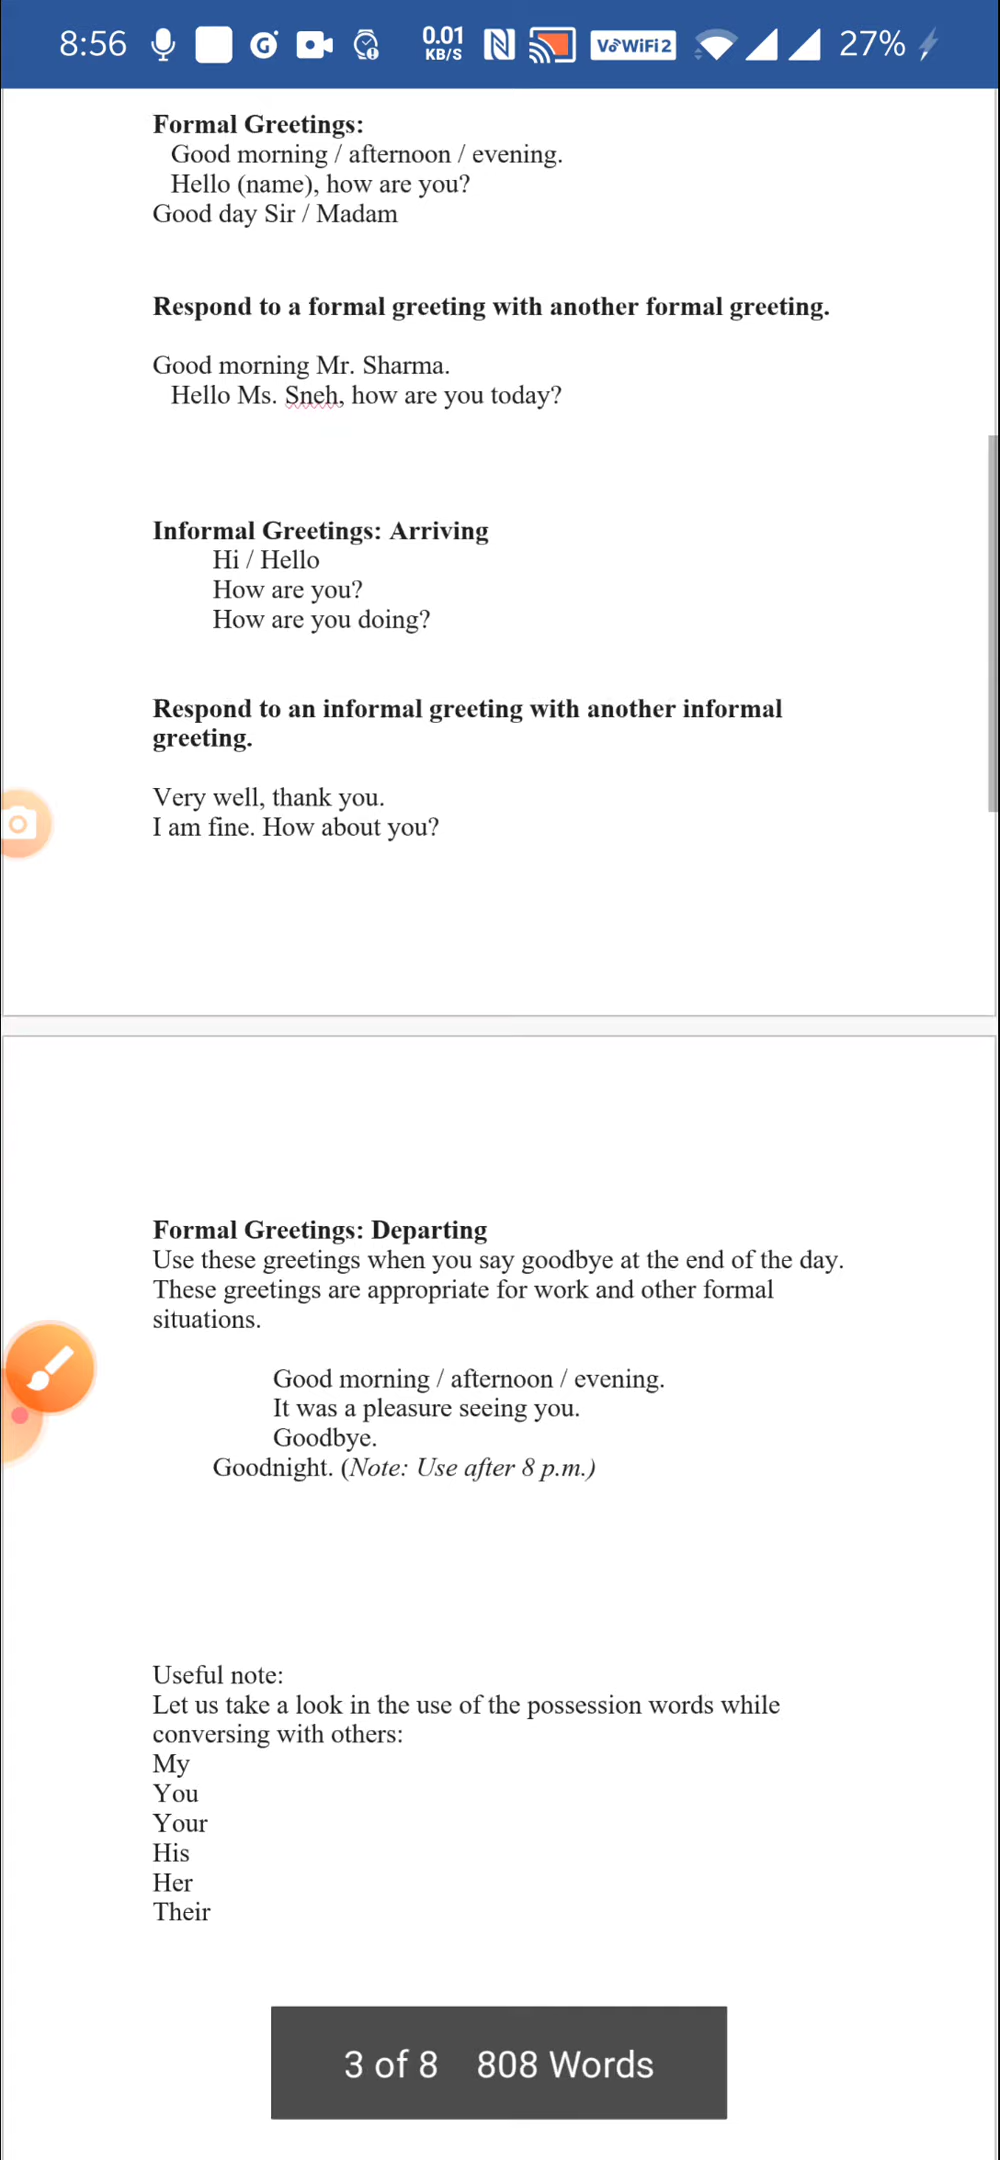 8:56 0.01 KB/S VoWiFi 2 27%
Formal Greetings:
Good morning / afternoon / evening.
Hello (name), how are you?
Good day Sir / Madam
Respond to a formal greeting with another formal greeting.
Good morning Mr. Sharma.
Hello Ms. Sneh, how are you today?
Informal Greetings: Arriving
Hi / Hello
How are you?
How are you doing?
Respond to an informal greeting with another informal
greeting.
Very well, thank you.
I am fine. How about you?
Formal Greetings: Departing
Use these greetings when you say goodbye at the end of the day.
These greetings are appropriate for work and other formal
situations.
Good morning / afternoon / evening.
It was a pleasure seeing you.
Goodbye.
Goodnight. (Note: Use after 8 p.m.)
Useful note:
Let us take a look in the use of the possession words while
conversing with others:
My
You
Your
His
Her
Their
3 of 8 808 Words